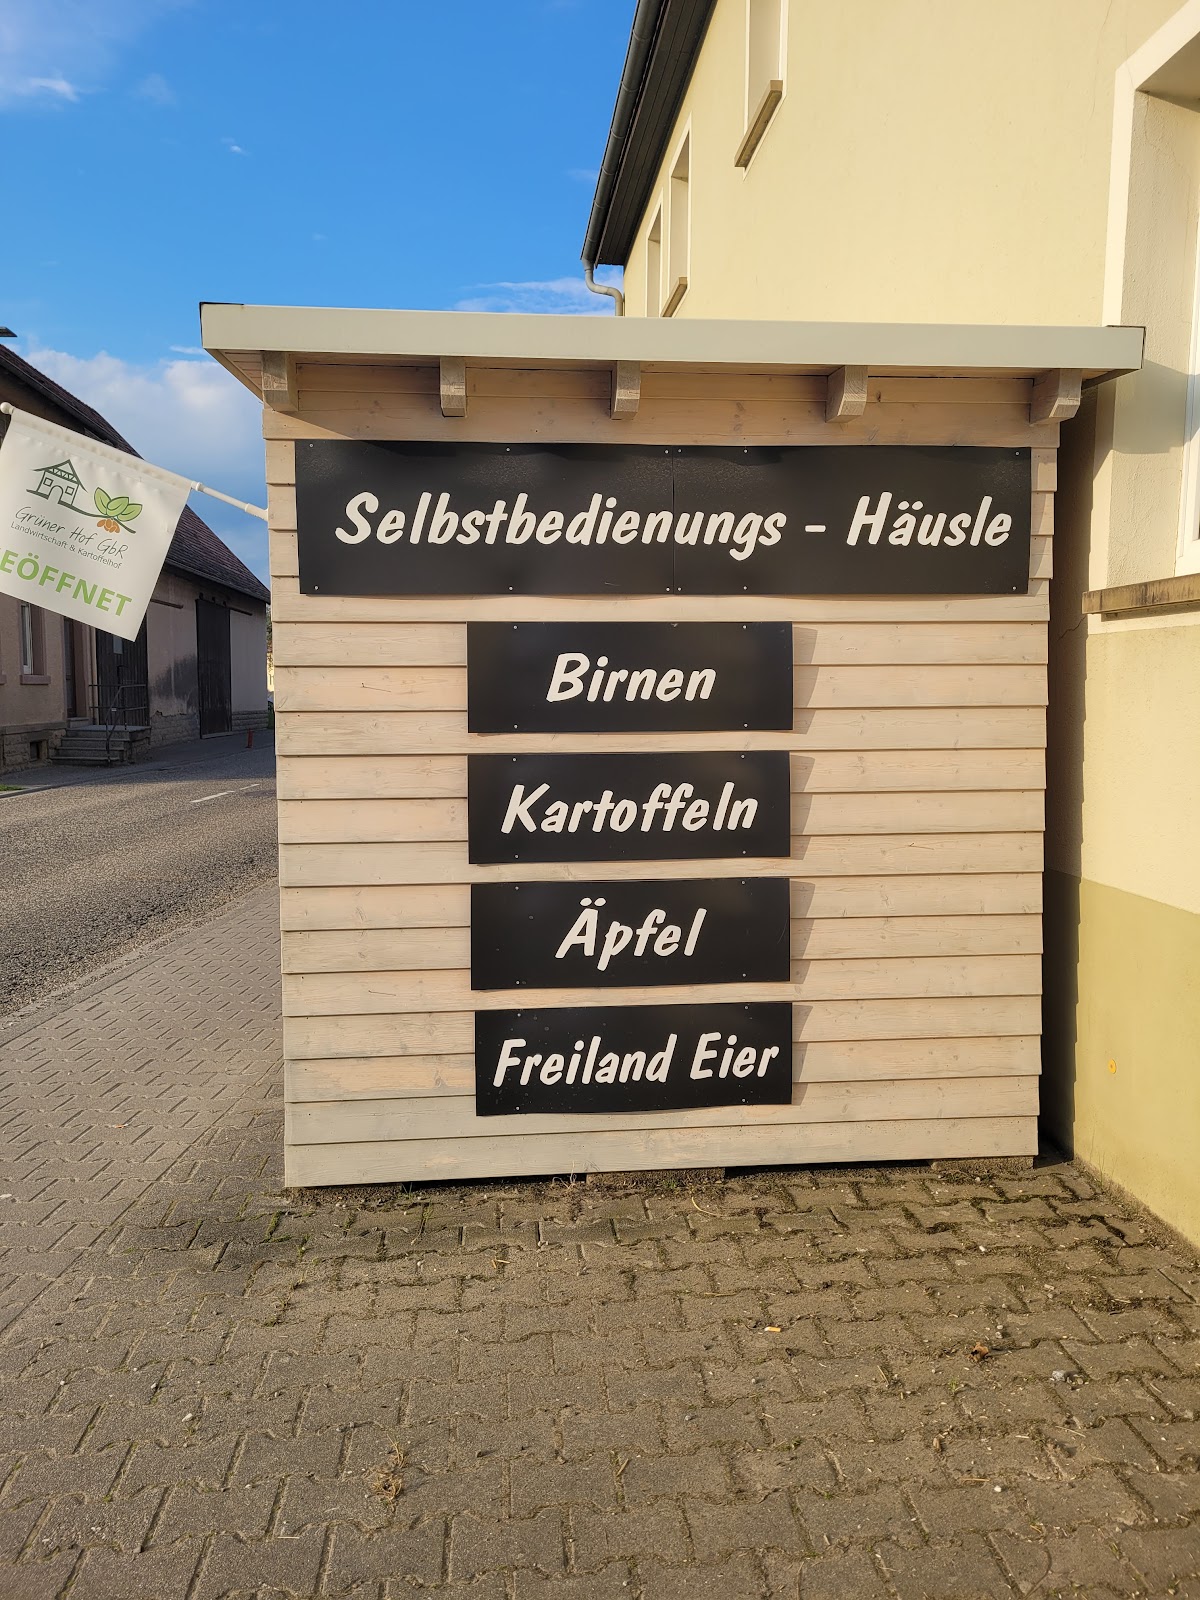 Selbstbedienungs - Häusle
Birnen
Kartoffeln
Äpfel
Freiland Eier
Grüner Hof GbR
Landwirtschaft & Kartoffelhof
EÖFFNET